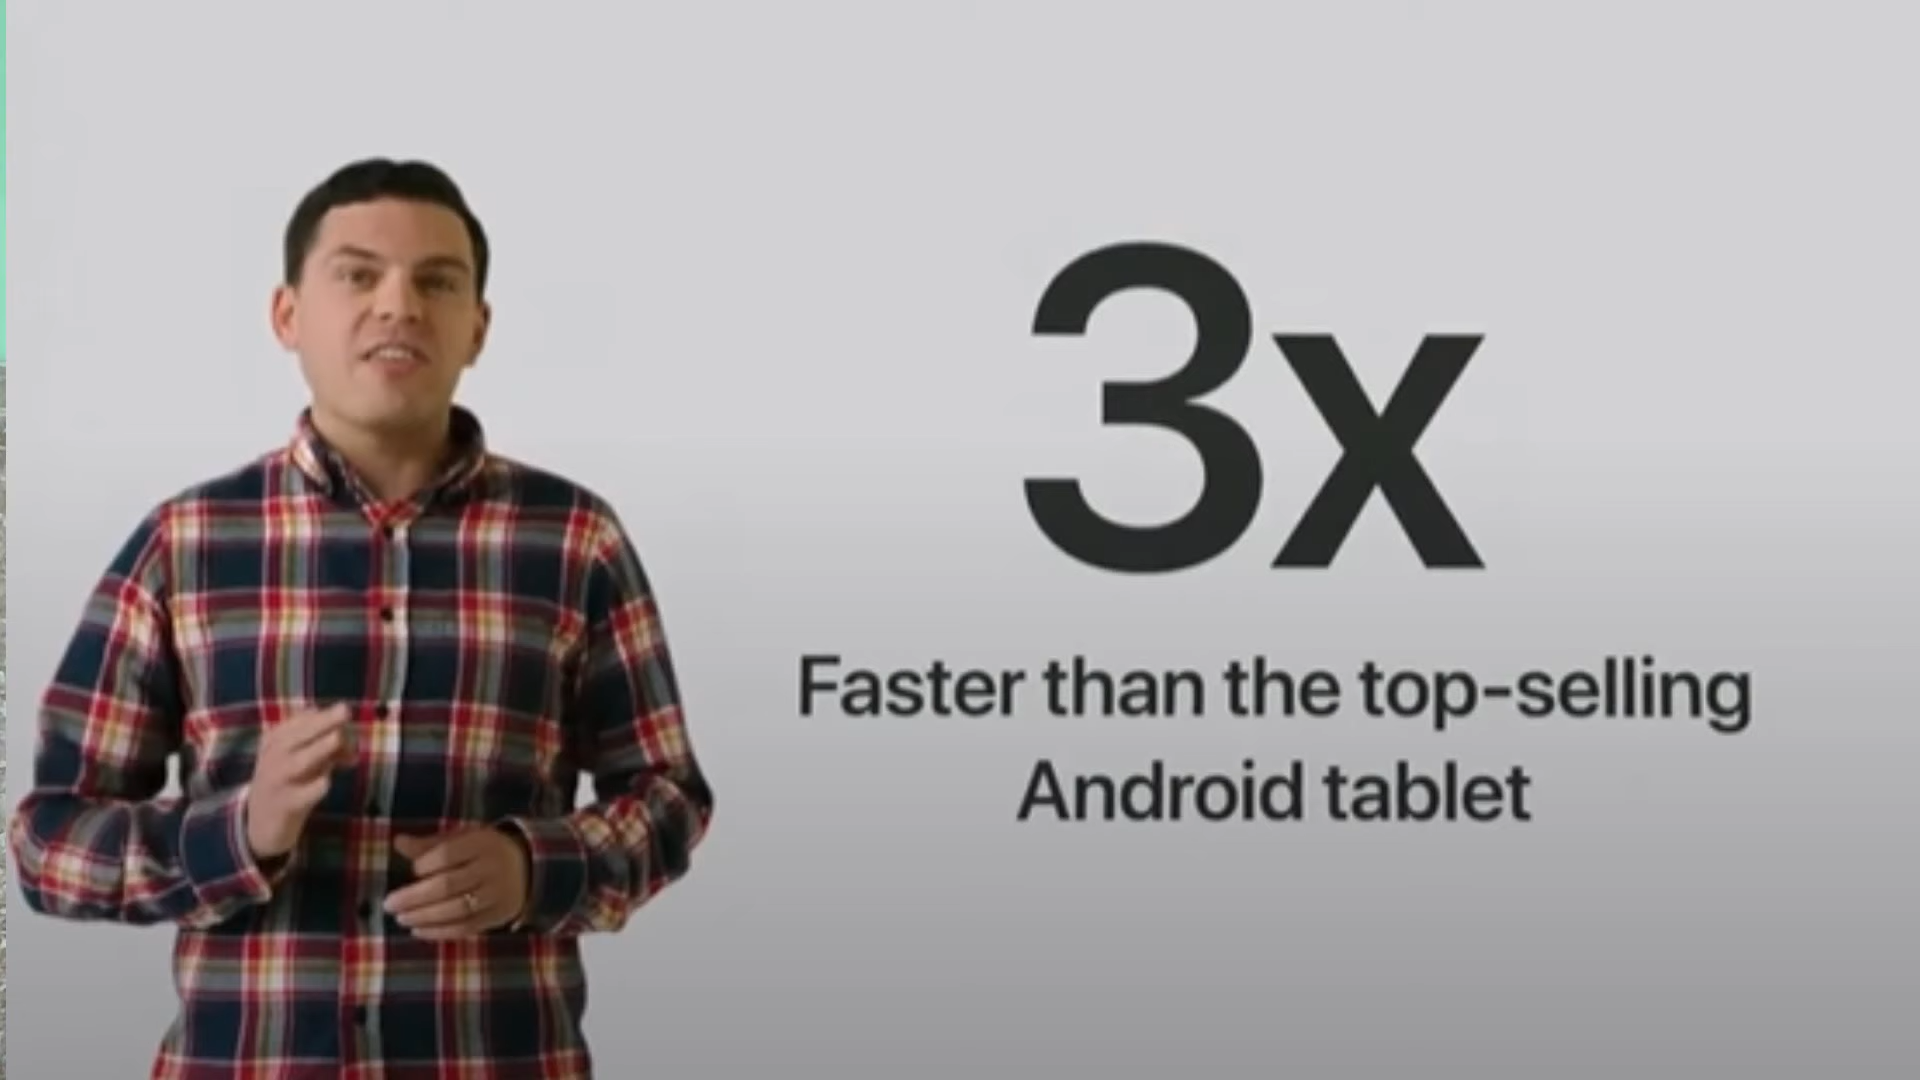 3x
Faster than the top-selling
Android tablet